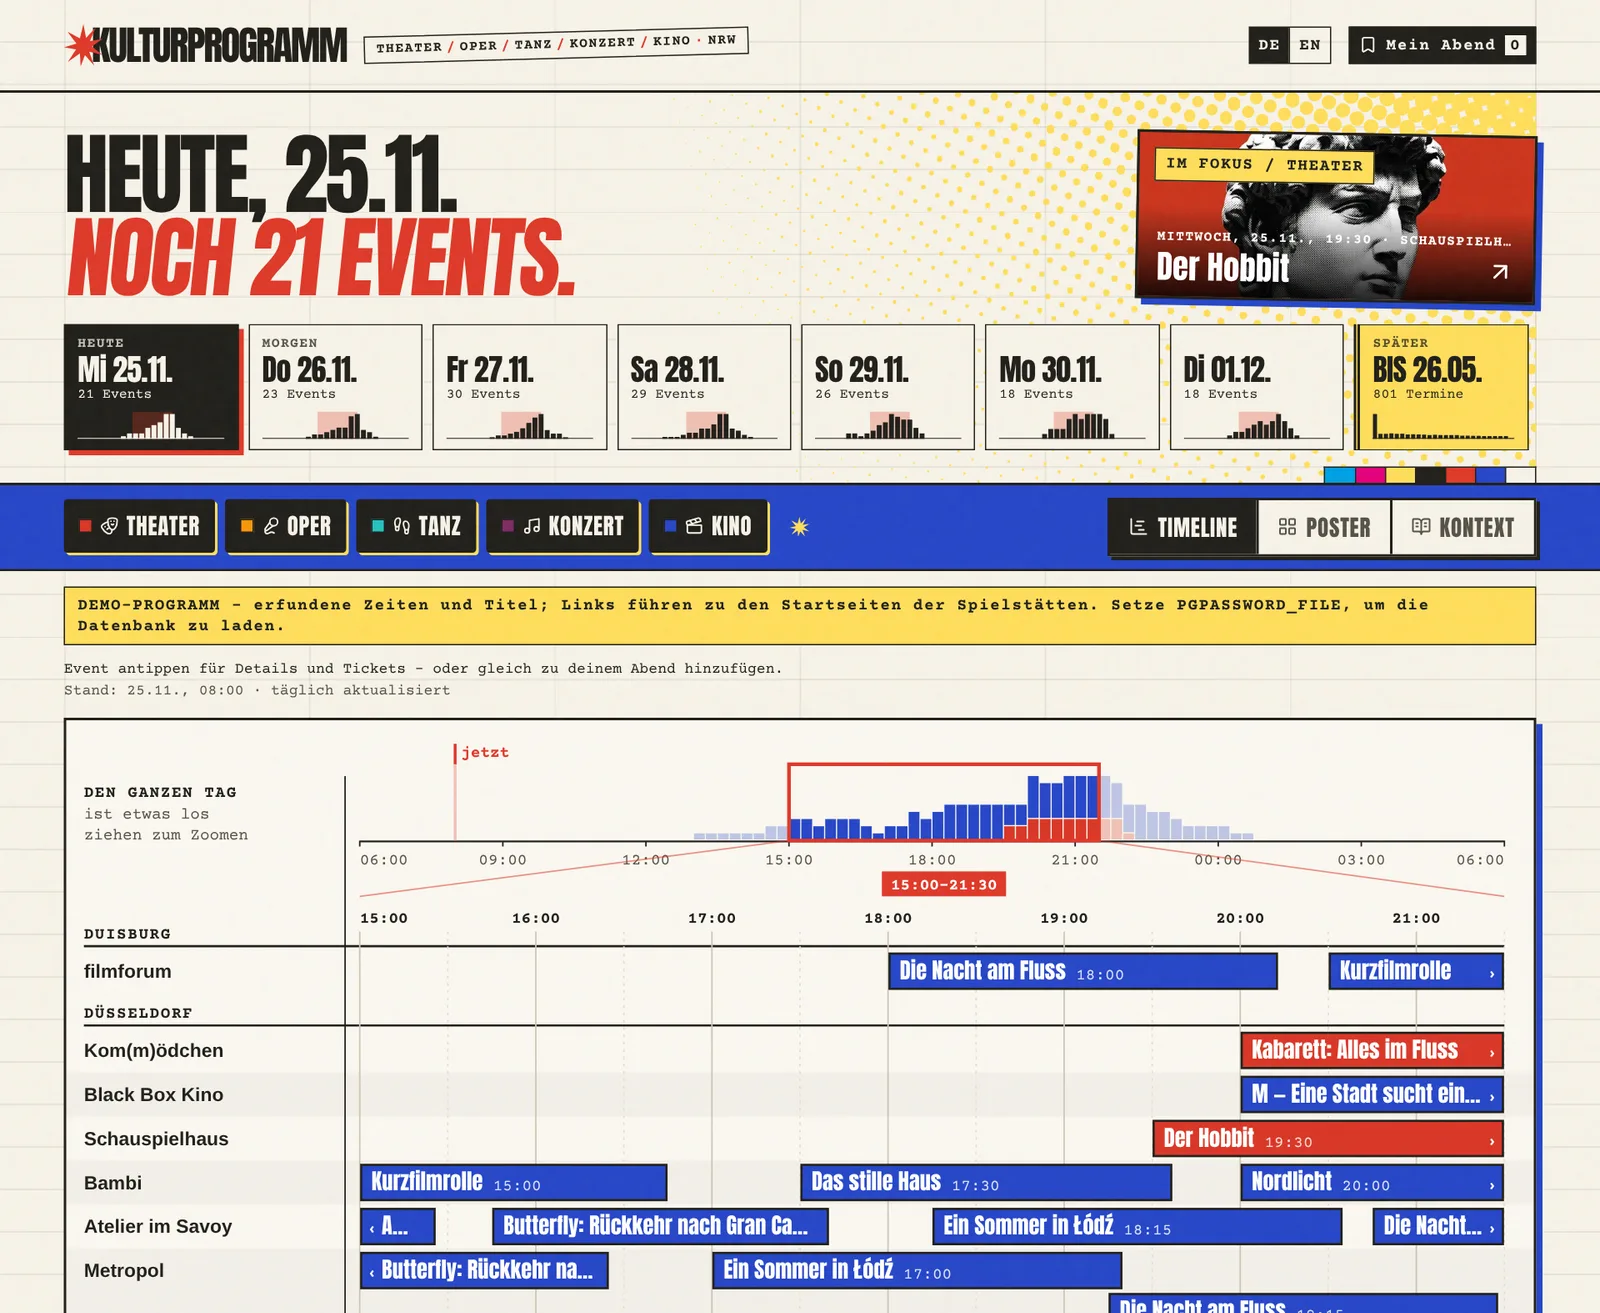 KULTURPROGRAMM
THEATER / OPER / TANZ / KONZERT / KINO · NRW
DE EN
Mein Abend 0
HEUTE, 25.11.
NOCH 21 EVENTS.
IM FOKUS / THEATER
MITTWOCH, 25.11., 19:30 · SCHAUSPIELH…
Der Hobbit
HEUTE
Mi 25.11.
21 Events
MORGEN
Do 26.11.
23 Events
Fr 27.11.
30 Events
Sa 28.11.
29 Events
So 29.11.
26 Events
Mo 30.11.
18 Events
Di 01.12.
18 Events
SPÄTER
BIS 26.05.
801 Termine
THEATER OPER TANZ KONZERT KINO
TIMELINE POSTER KONTEXT
DEMO-PROGRAMM – erfundene Zeiten und Titel; Links führen zu den Startseiten der Spielstätten. Setze PGPASSWORD_FILE, um die
Datenbank zu laden.
Event antippen für Details und Tickets – oder gleich zu deinem Abend hinzufügen.
Stand: 25.11., 08:00 · täglich aktualisiert
jetzt
DEN GANZEN TAG
ist etwas los
ziehen zum Zoomen
06:00 09:00 12:00 15:00 18:00 21:00 00:00 03:00 06:00
15:00–21:30
15:00 16:00 17:00 18:00 19:00 20:00 21:00
DUISBURG
filmforum Die Nacht am Fluss 18:00 Kurzfilmrolle ›
DÜSSELDORF
Kom(m)ödchen Kabarett: Alles im Fluss ›
Black Box Kino M – Eine Stadt sucht ein… ›
Schauspielhaus Der Hobbit 19:30 ›
Bambi Kurzfilmrolle 15:00 Das stille Haus 17:30 Nordlicht 20:00 ›
Atelier im Savoy ‹ A… Butterfly: Rückkehr nach Gran Ca… Ein Sommer in Łódź 18:15 Die Nacht… ›
Metropol ‹ Butterfly: Rückkehr na… Ein Sommer in Łódź 17:00
Die Nacht am Fluss